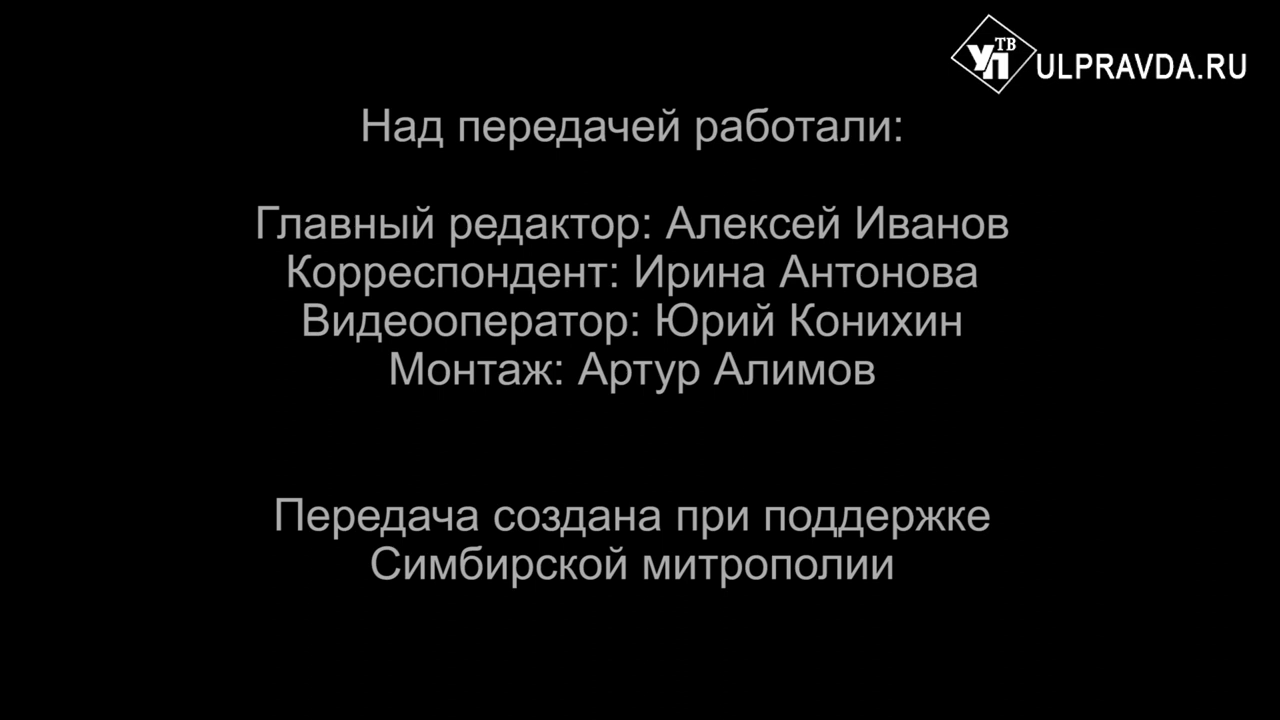 УП ТВ
ULPRAVDA.RU
Над передачей работали:
Главный редактор: Алексей Иванов
Корреспондент: Ирина Антонова
Видеооператор: Юрий Конихин
Монтаж: Артур Алимов
Передача создана при поддержке
Симбирской митрополии